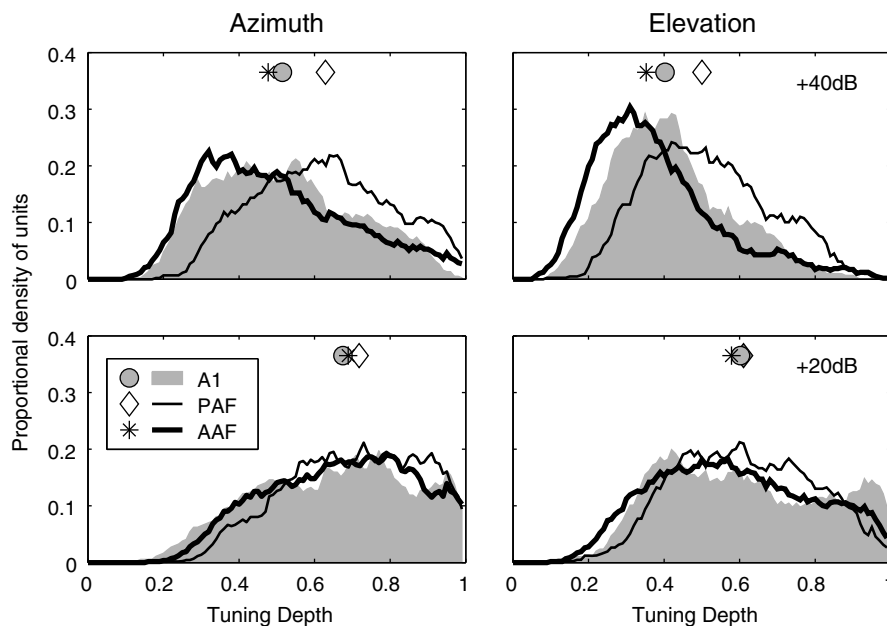 Azimuth
Elevation
0.4
0.3
0.2
0.1
0
+40dB
Proportional density of units
0.4
0.3
0.2
0.1
0
A1
PAF
AAF
+20dB
0 0.2 0.4 0.6 0.8 1
0 0.2 0.4 0.6 0.8 1
Tuning Depth
Tuning Depth